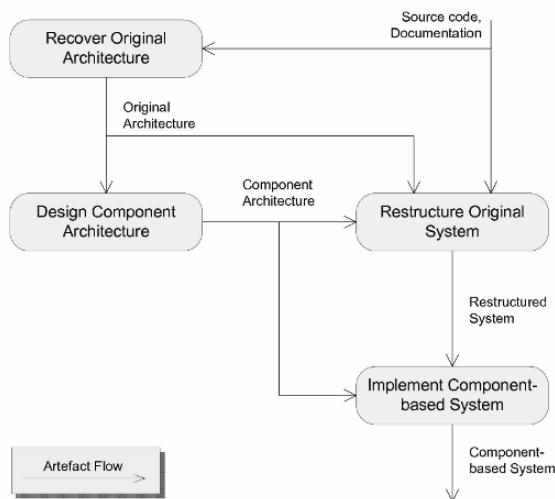 Source code,
Documentation
Recover Original
Architecture
Original
Architecture
Component
Architecture
Design Component
Architecture
Restructure Original
System
Restructured
System
Implement Component-
based System
Component-
based System
Artefact Flow